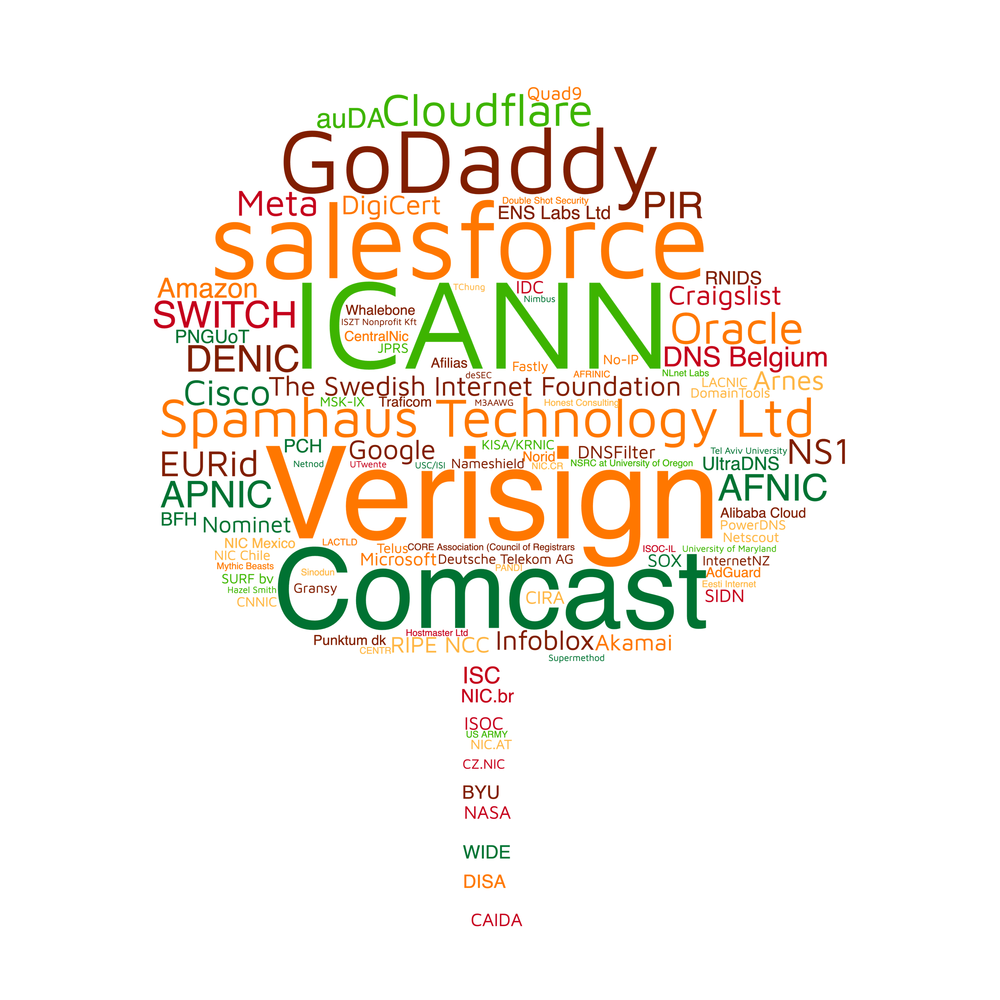 Quad9
auDA Cloudflare
GoDaddy
Meta DigiCert Double Shot Security PIR
ENS Labs Ltd
salesforce
RNIDS
Amazon TChung IDC Craigslist
Nimbus
ICANN
SWITCH Whalebone Oracle
ISZT Nonprofit Kft
PNGUoT CentralNic
JPRS
DENIC Afilias Fastly No-IP DNS Belgium
deSEC AFRINIC NLnet Labs
Cisco The Swedish Internet Foundation LACNIC Arnes
DomainTools
MSK-IX Traficom M3AAWG Honest Consulting
Spamhaus Technology Ltd
PCH Google KISA/KRNIC DNSFilter Tel Aviv University NS1
EURid Netnod UTwente USC/ISI Nameshield Norid NIC.CR NSRC at University of Oregon UltraDNS
Verisign
APNIC AFNIC
BFH Nominet Alibaba Cloud
PowerDNS
Netscout
NIC Mexico LACTLD Telus CORE Association (Council of Registrars ISOC-IL University of Maryland
NIC Chile Microsoft Deutsche Telekom AG SOX InternetNZ
Mythic Beasts Sinodun PANDI AdGuard
SURF bv Eesti Internet
Hazel Smith Gransy
CNNIC CIRA SIDN
Comcast
Hostmaster Ltd
Punktum dk RIPE NCC Infoblox Akamai
CENTR
Supermethod
ISC
NIC.br
ISOC
US ARMY
NIC.AT
CZ.NIC
BYU
NASA
WIDE
DISA
CAIDA